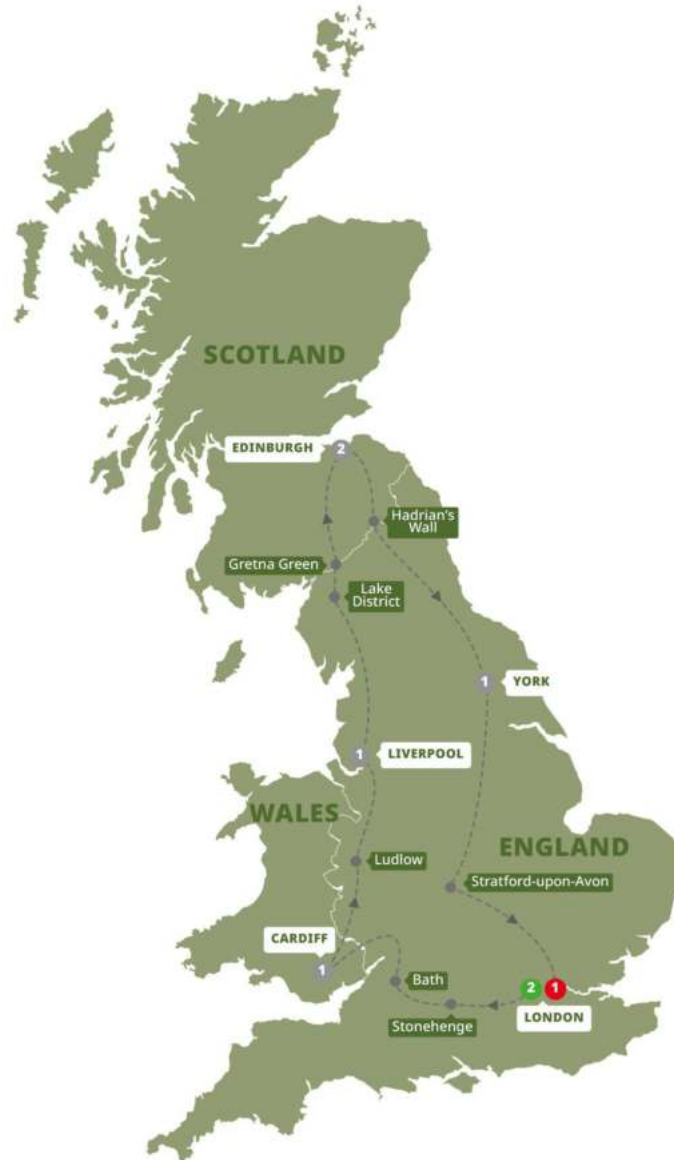 SCOTLAND
EDINBURGH
2
Hadrian's
Wall
Gretna Green
Lake
District
1
YORK
1
LIVERPOOL
WALES
ENGLAND
Ludlow
Stratford-upon-Avon
CARDIFF
1
Bath
2
1
Stonehenge
LONDON